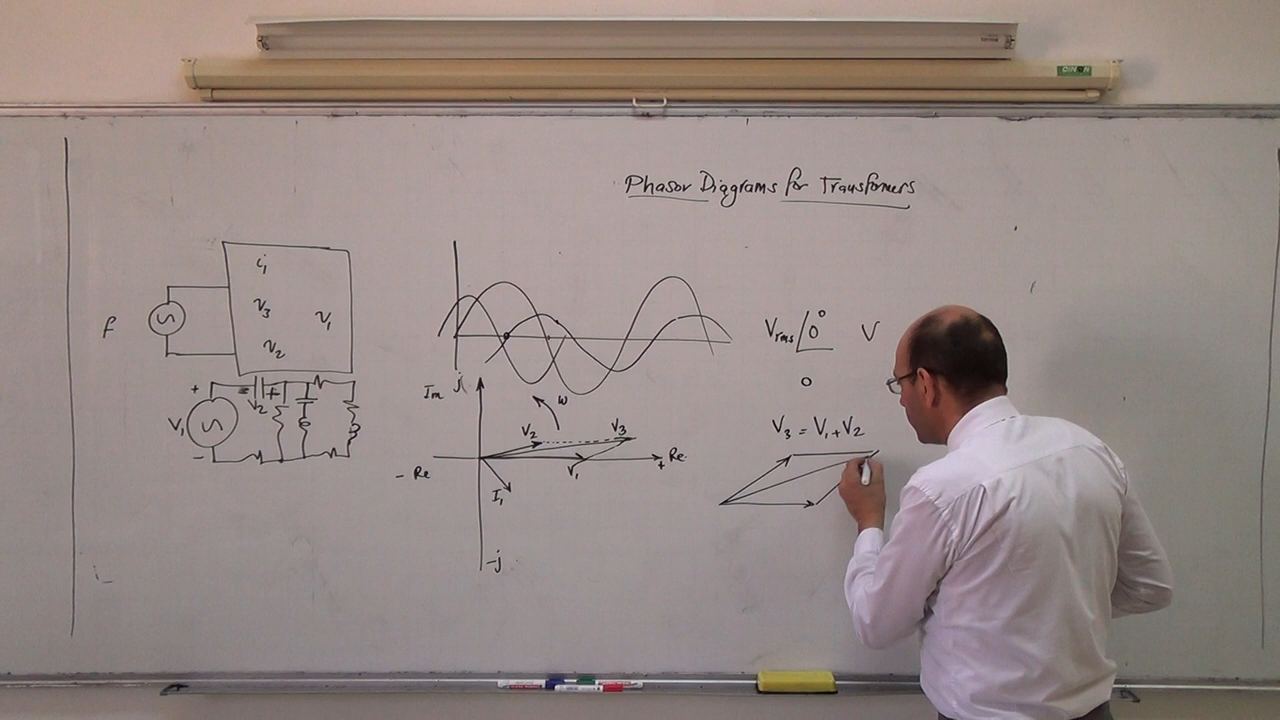 Phasor Diagrams for Transformers
i1
f
v3
v1
v2
+
V1
V2
+
-
Im
j
ω
V2
V3
- Re
V1
+ Re
I1
-j
Vrms ∠0° V
0
V3 = V1 + V2